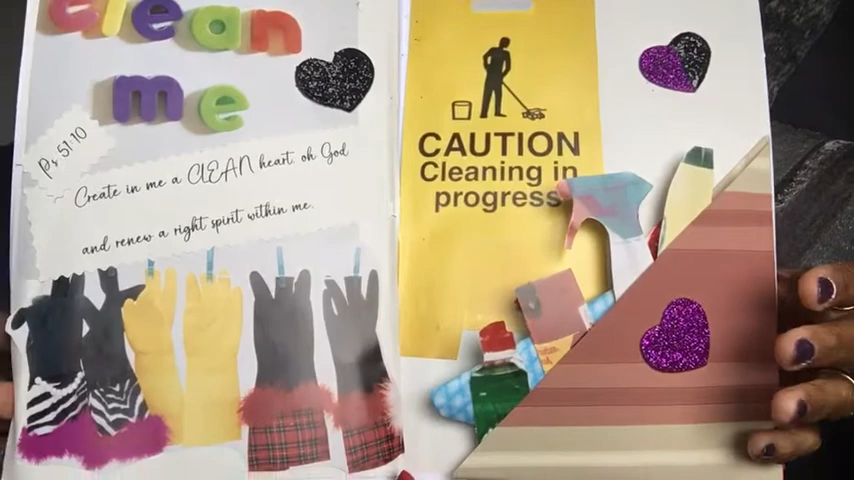 clean
me
Ps 51:10
Create in me a CLEAN heart, oh God
and renew a right spirit within me.
CAUTION
Cleaning in
progress